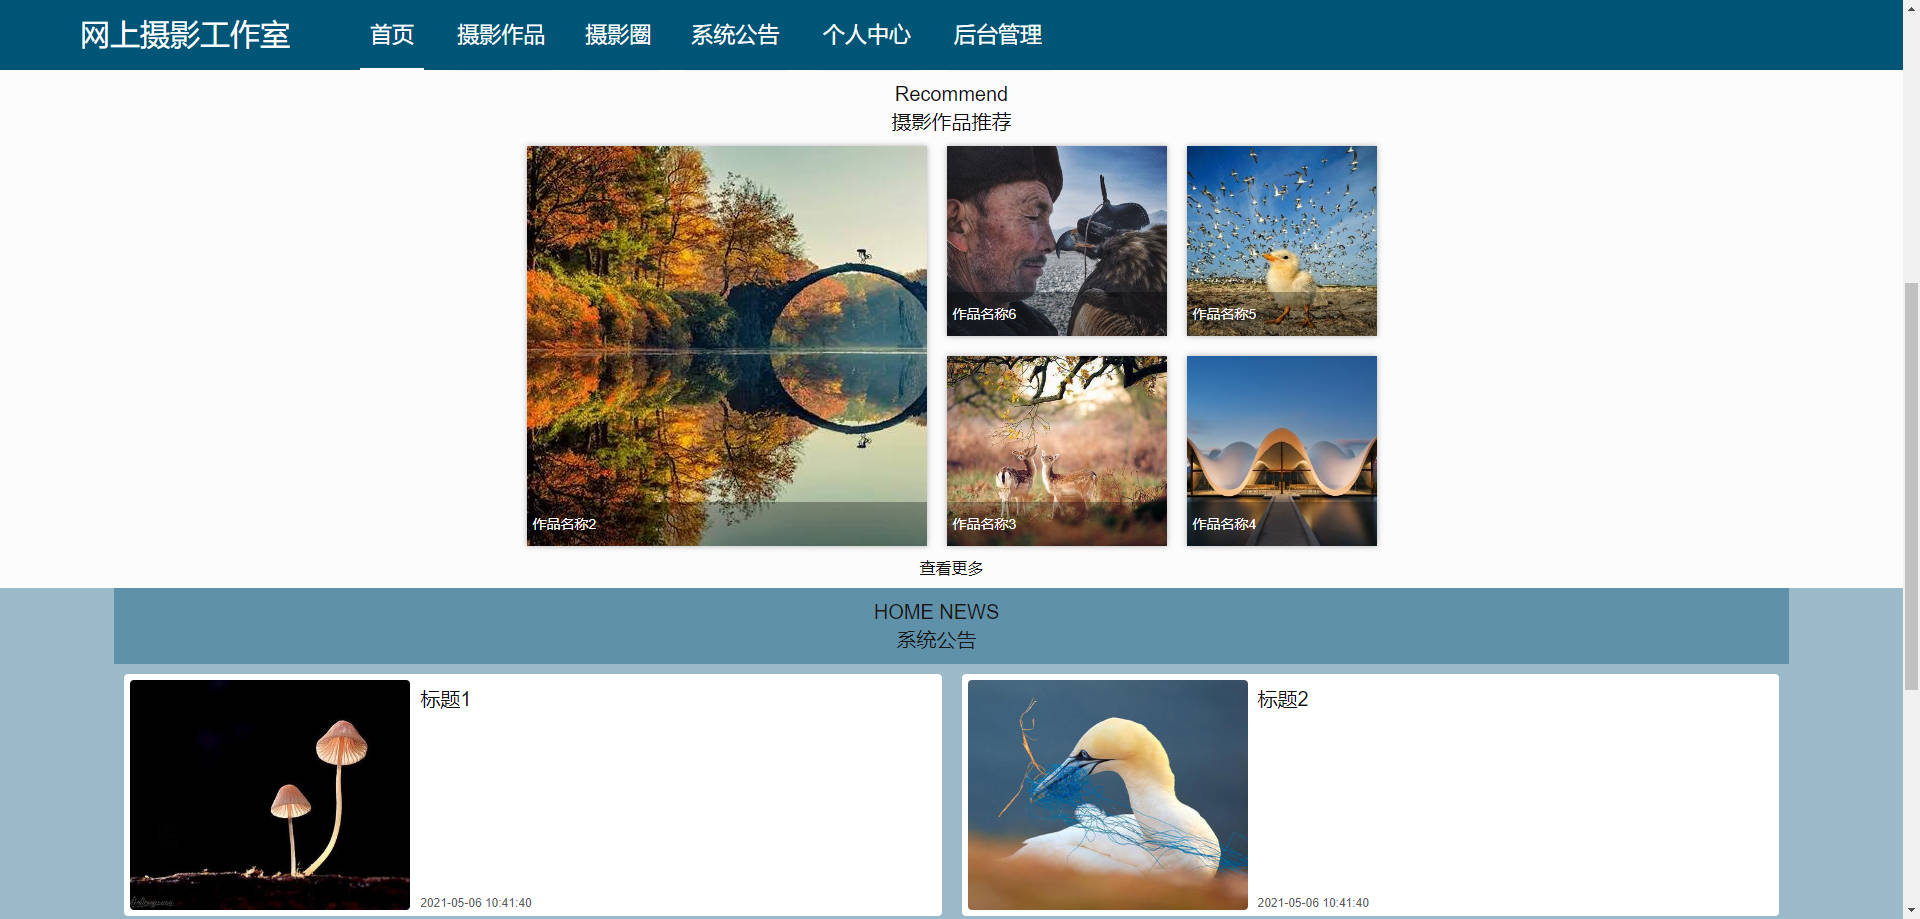 网上摄影工作室 首页 摄影作品 摄影圈 系统公告 个人中心 后台管理
Recommend
摄影作品推荐
作品名称6
作品名称5
作品名称2
作品名称3
作品名称4
查看更多
HOME NEWS
系统公告
标题1
2021-05-06 10:41:40
标题2
2021-05-06 10:41:40